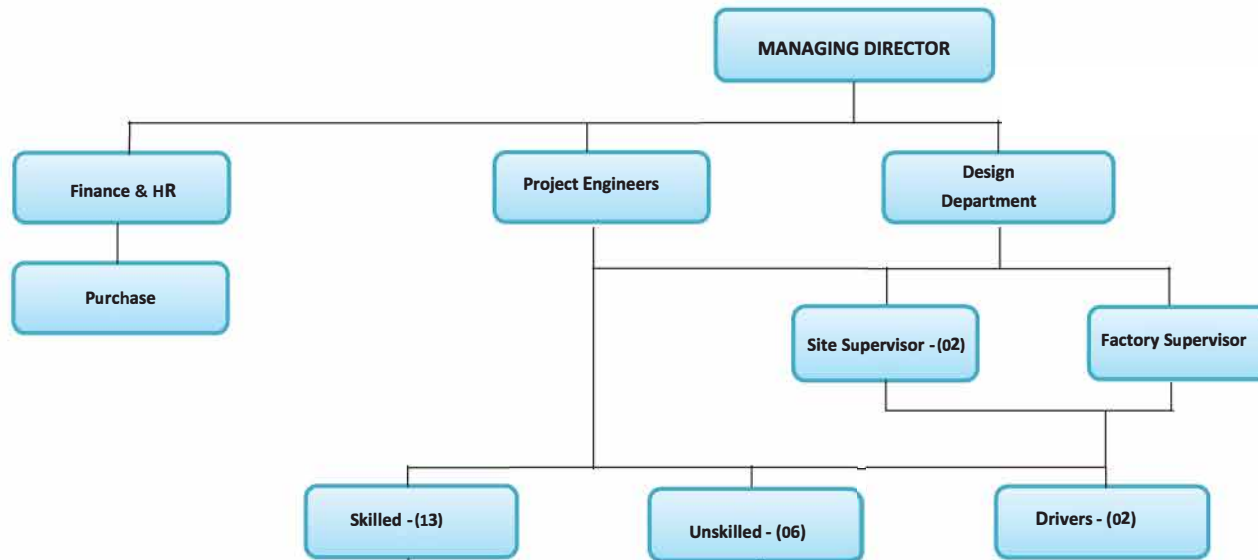 MANAGING DIRECTOR
Finance & HR
Project Engineers
Design
Department
Purchase
Site Supervisor - (02)
Factory Supervisor
Skilled - (13)
Unskilled - (06)
Drivers - (02)